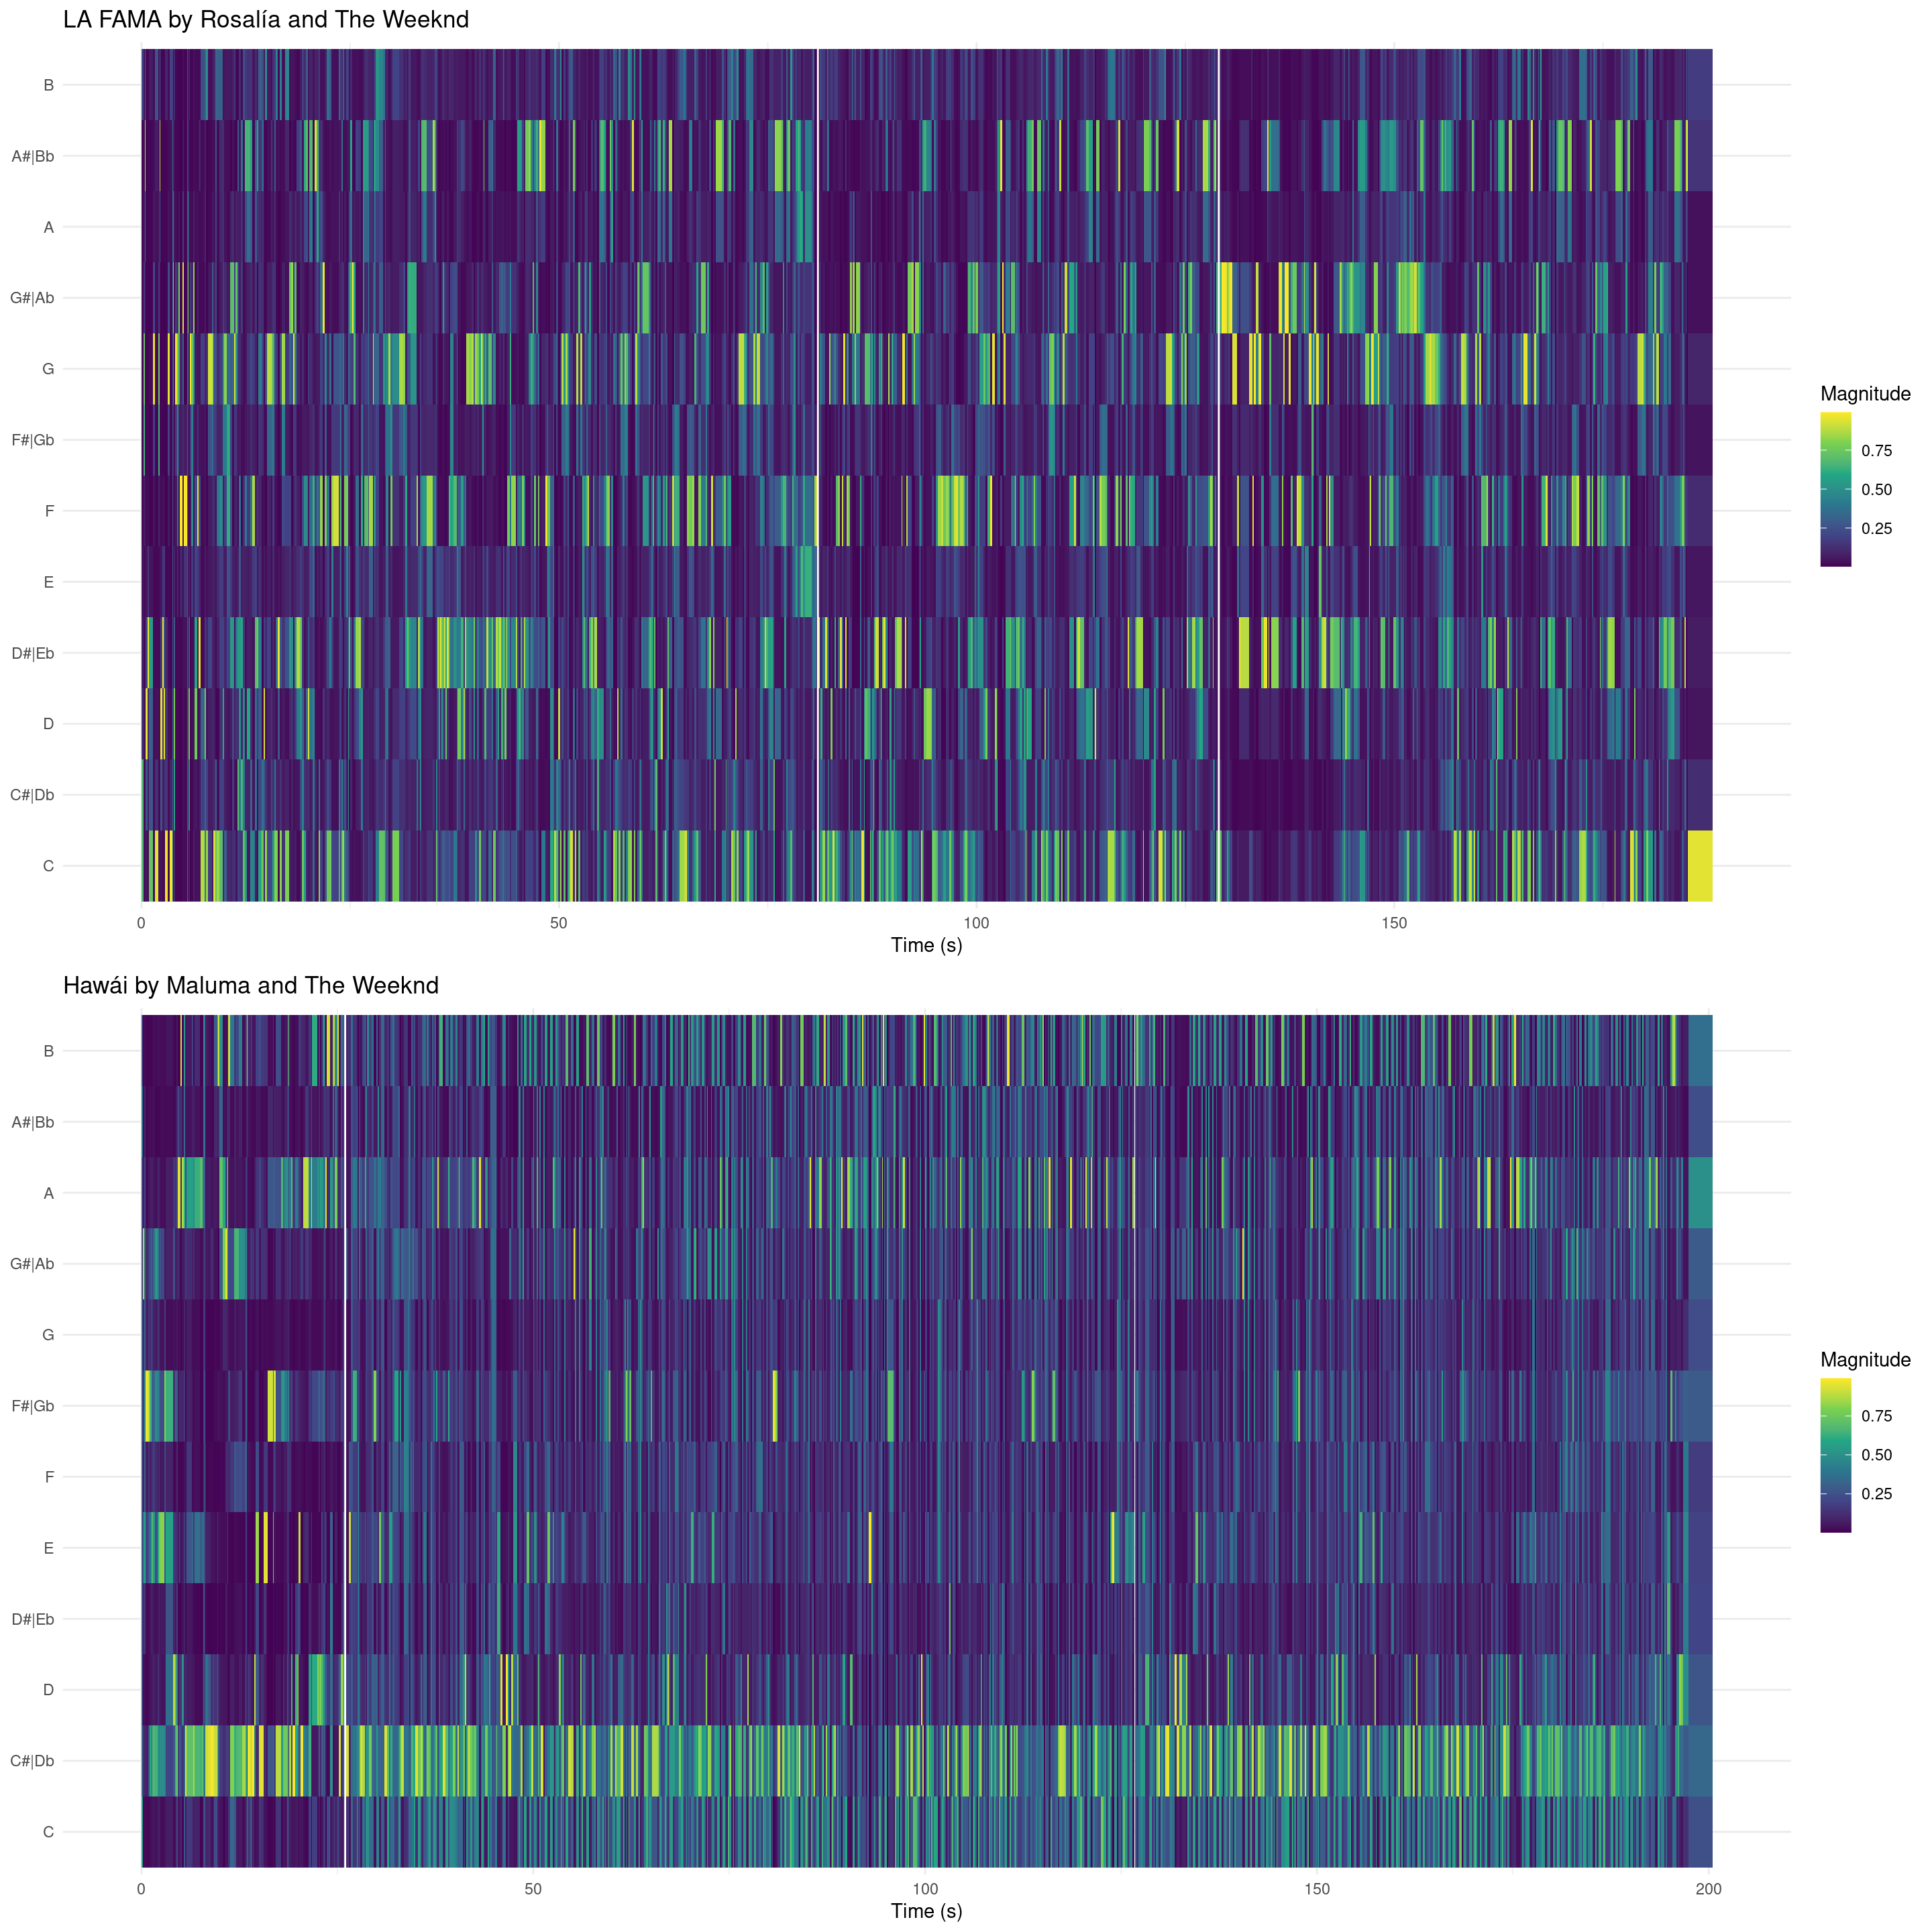 LA FAMA by Rosalía and The Weeknd
B
A#|Bb
A
G#|Ab
G
F#|Gb
F
E
D#|Eb
D
C#|Db
C
0 50 100 150
Time (s)
Magnitude
0.75
0.50
0.25
Hawái by Maluma and The Weeknd
B
A#|Bb
A
G#|Ab
G
F#|Gb
F
E
D#|Eb
D
C#|Db
C
0 50 100 150 200
Time (s)
Magnitude
0.75
0.50
0.25